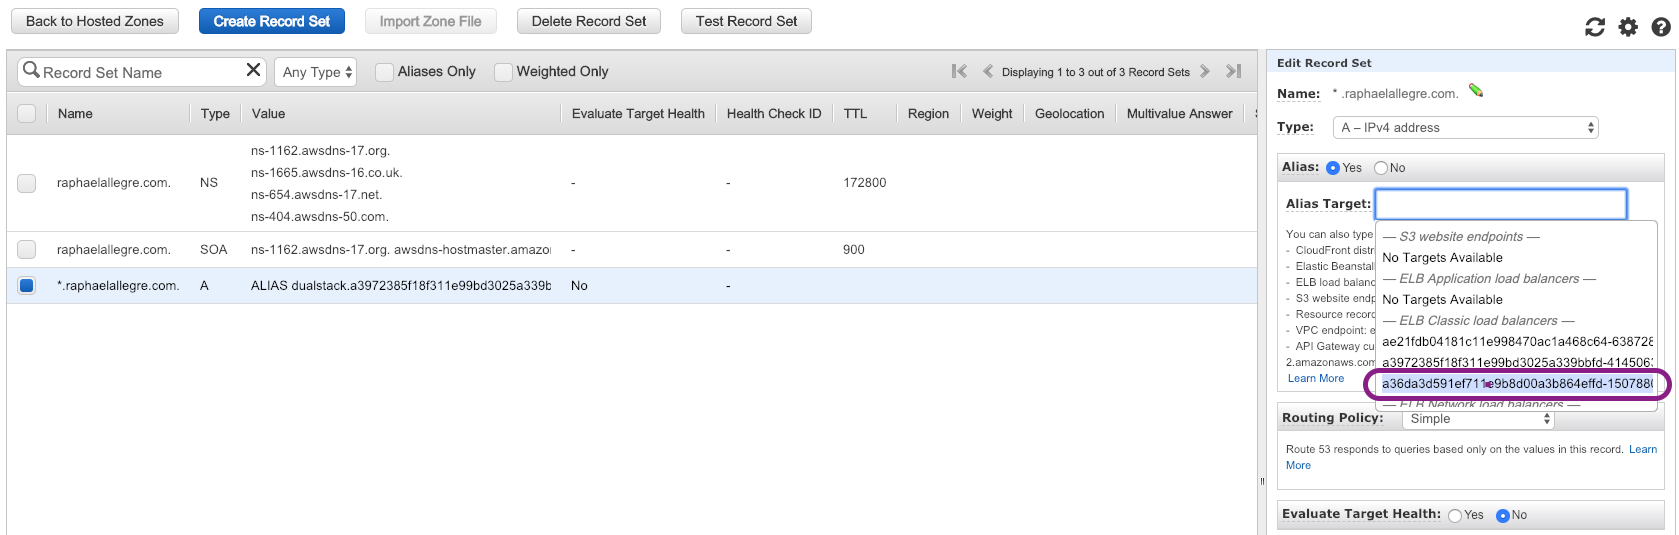 Back to Hosted Zones Create Record Set Import Zone File Delete Record Set Test Record Set
Record Set Name Any Type Aliases Only Weighted Only Displaying 1 to 3 out of 3 Record Sets
Name Type Value Evaluate Target Health Health Check ID TTL Region Weight Geolocation Multivalue Answer
raphaelallegre.com. NS
ns-1162.awsdns-17.org.
ns-1665.awsdns-16.co.uk.
ns-654.awsdns-17.net.
ns-404.awsdns-50.com.
- - 172800
raphaelallegre.com. SOA ns-1162.awsdns-17.org. awsdns-hostmaster.amazo - - 900
*.raphaelallegre.com. A ALIAS dualstack.a3972385f18f311e99bd3025a339b No -
Edit Record Set
Name: * .raphaelallegre.com.
Type: A – IPv4 address
Alias: Yes No
Alias Target:
You can also type
- CloudFront distr
- Elastic Beanstal
- ELB load balanc
- S3 website endp
- Resource record
- VPC endpoint: e
- API Gateway cu
2.amazonaws.com
Learn More
— S3 website endpoints —
No Targets Available
— ELB Application load balancers —
No Targets Available
— ELB Classic load balancers —
ae21fdb04181c11e998470ac1a468c64-638728
a3972385f18f311e99bd3025a339bbfd-414506
a36da3d591ef711e9b8d00a3b864effd-150788
— ELB Network load balancers —
Routing Policy: Simple
Route 53 responds to queries based only on the values in this record. Learn
More
Evaluate Target Health: Yes No